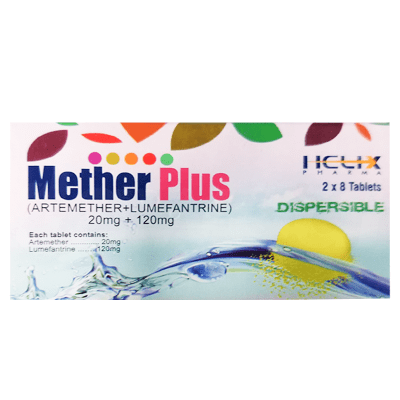 HELIX
PHARMA
Mether Plus
2 x 8 Tablets
(ARTEMETHER+LUMEFANTRINE)
20mg + 120mg
DISPERSIBLE
Each tablet contains:
Artemether ........... 20mg
Lumefantrine ........120mg